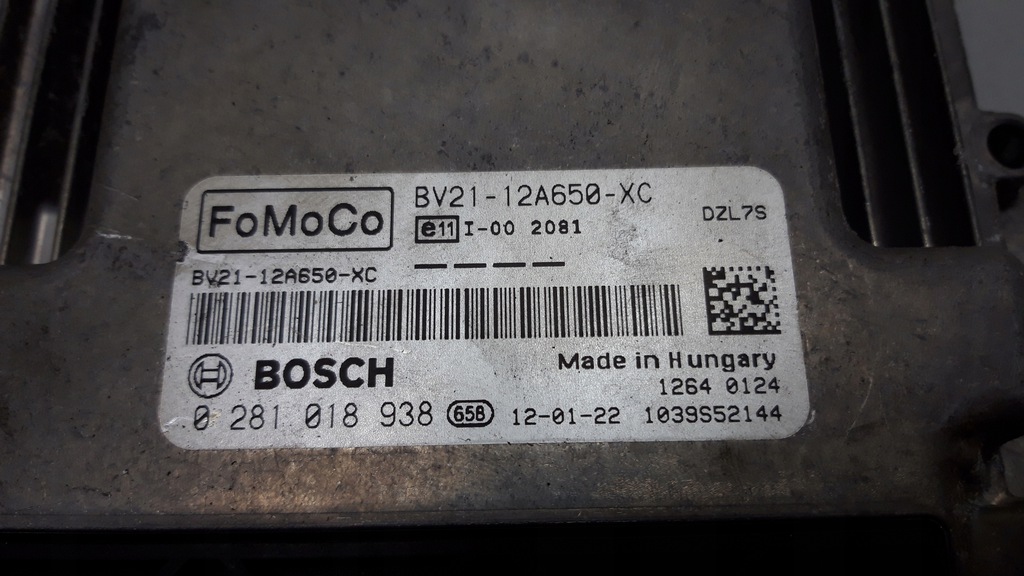 FoMoCo
BV21-12A650-XC
e11 I-00 2081
DZL7S
BV21-12A650-XC
BOSCH
Made in Hungary
1264 0124
0 281 018 938 65B 12-01-22 1039S52144